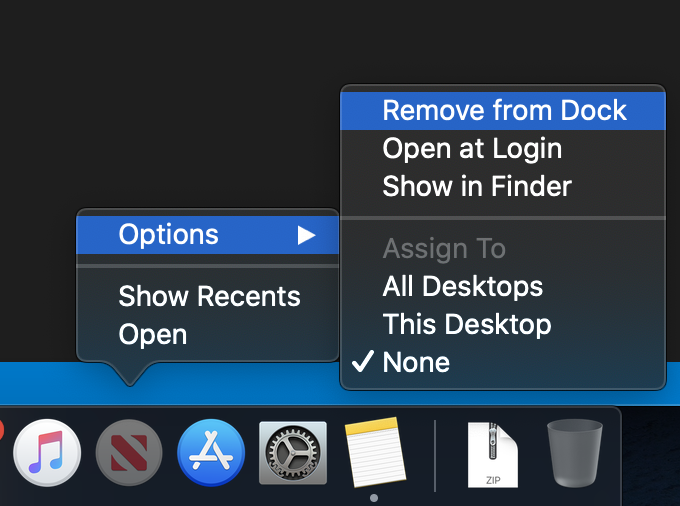 Options
Show Recents
Open
Remove from Dock
Open at Login
Show in Finder
Assign To
All Desktops
This Desktop
None
ZIP